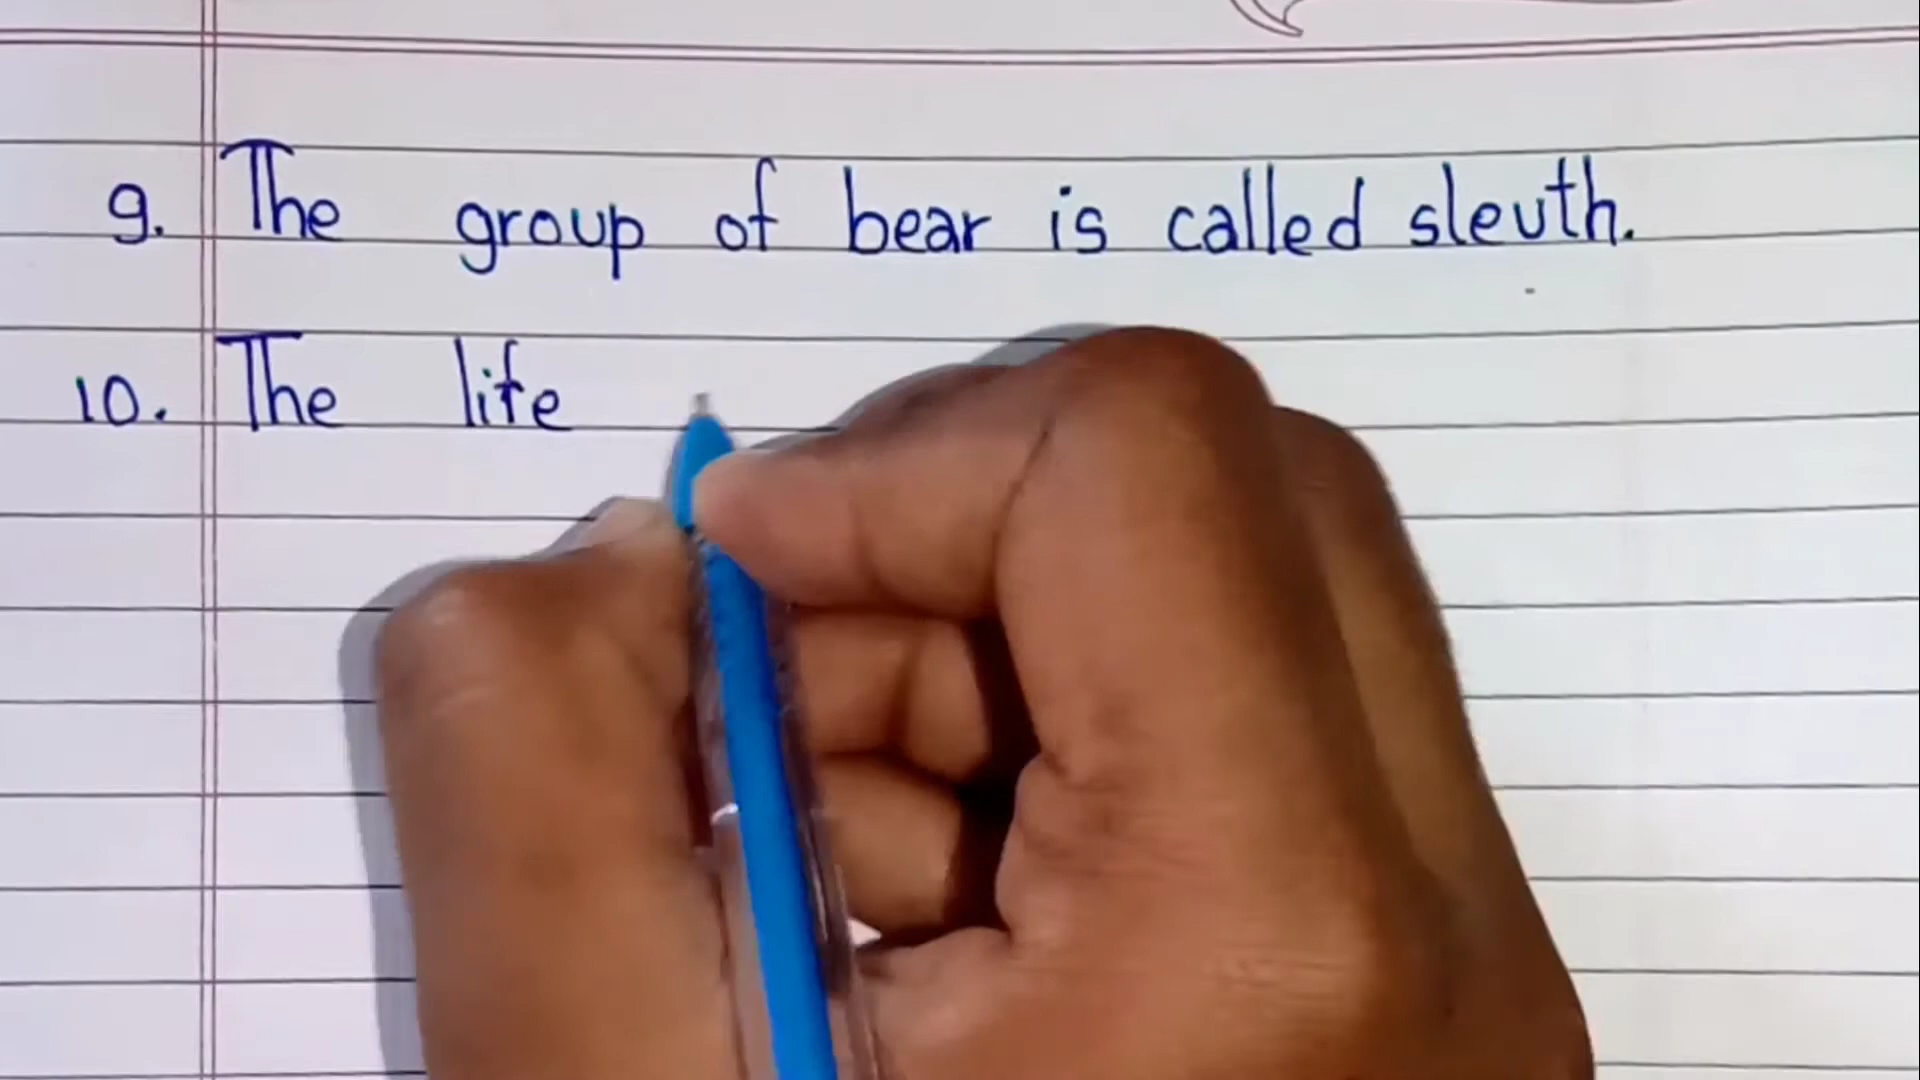 9. The group of bear is called sleuth.
10. The life